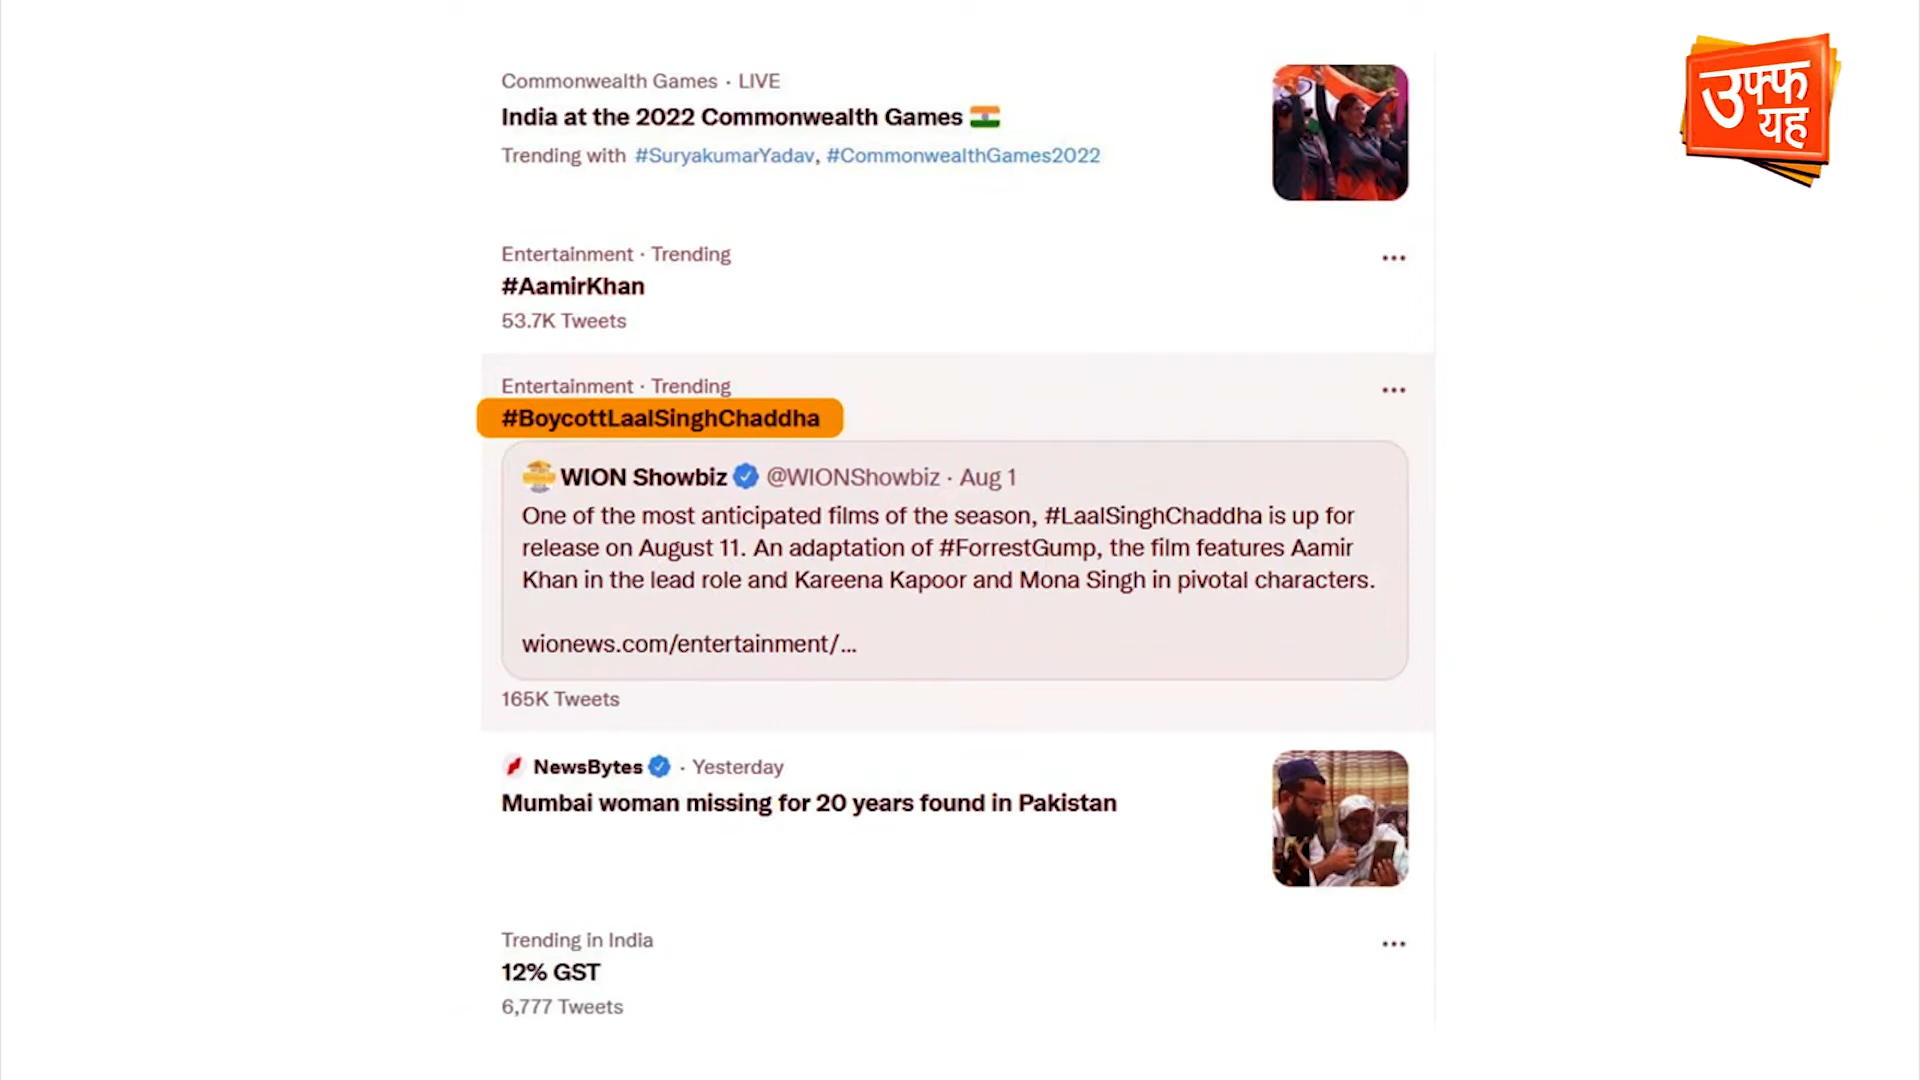 Commonwealth Games · LIVE
India at the 2022 Commonwealth Games 🇮🇳
Trending with #SuryakumarYadav, #CommonwealthGames2022
उफ्फ
यह
Entertainment · Trending
#AamirKhan
53.7K Tweets
Entertainment · Trending
#BoycottLaalSinghChaddha
WION Showbiz @WIONShowbiz · Aug 1
One of the most anticipated films of the season, #LaalSinghChaddha is up for
release on August 11. An adaptation of #ForrestGump, the film features Aamir
Khan in the lead role and Kareena Kapoor and Mona Singh in pivotal characters.
wionews.com/entertainment/...
165K Tweets
NewsBytes · Yesterday
Mumbai woman missing for 20 years found in Pakistan
Trending in India
12% GST
6,777 Tweets